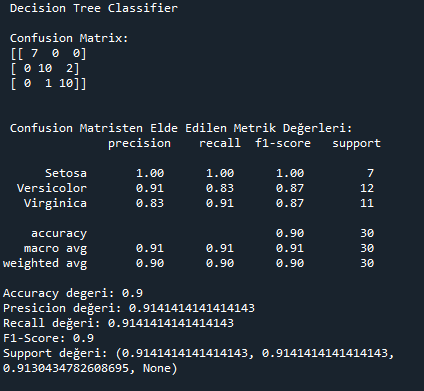 Decision Tree Classifier
Confusion Matrix:
[[ 7 0 0]
[ 0 10 2]
[ 0 1 10]]
Confusion Matristen Elde Edilen Metrik Değerleri:
precision recall f1-score support
Setosa 1.00 1.00 1.00 7
Versicolor 0.91 0.83 0.87 12
Virginica 0.83 0.91 0.87 11
accuracy 0.90 30
macro avg 0.91 0.91 0.91 30
weighted avg 0.90 0.90 0.90 30
Accuracy degeri: 0.9
Presicion değeri: 0.9141414141414143
Recall değeri: 0.9141414141414143
F1-Score: 0.9
Support değeri: (0.9141414141414143, 0.9141414141414143,
0.9130434782608695, None)